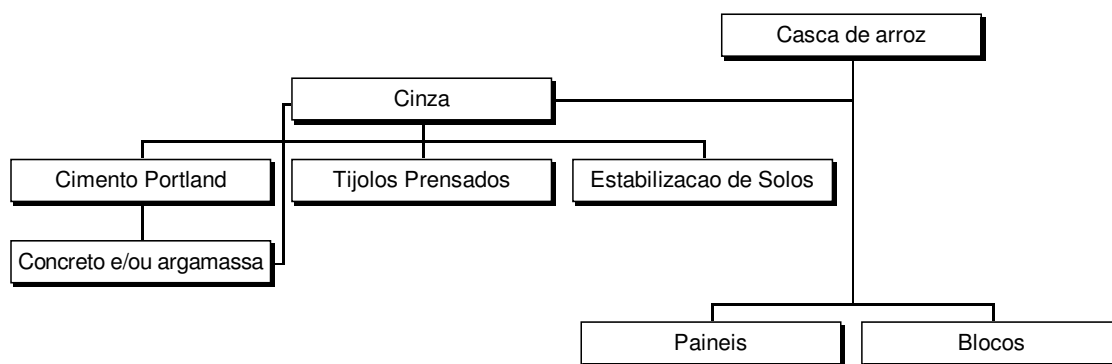 Casca de arroz
Cinza
Cimento Portland
Tijolos Prensados
Estabilizacao de Solos
Concreto e/ou argamassa
Paineis
Blocos